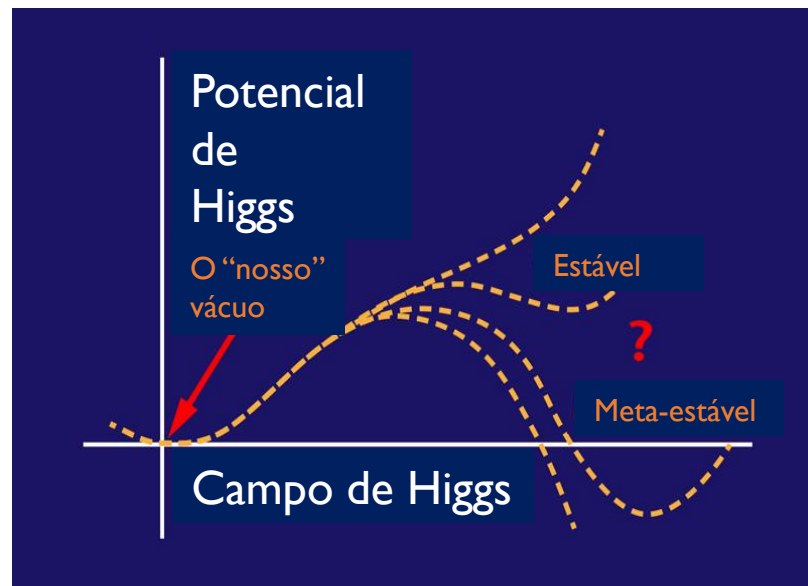 Potencial
de
Higgs
O “nosso”
vácuo
Estável
?
Meta-estável
Campo de Higgs